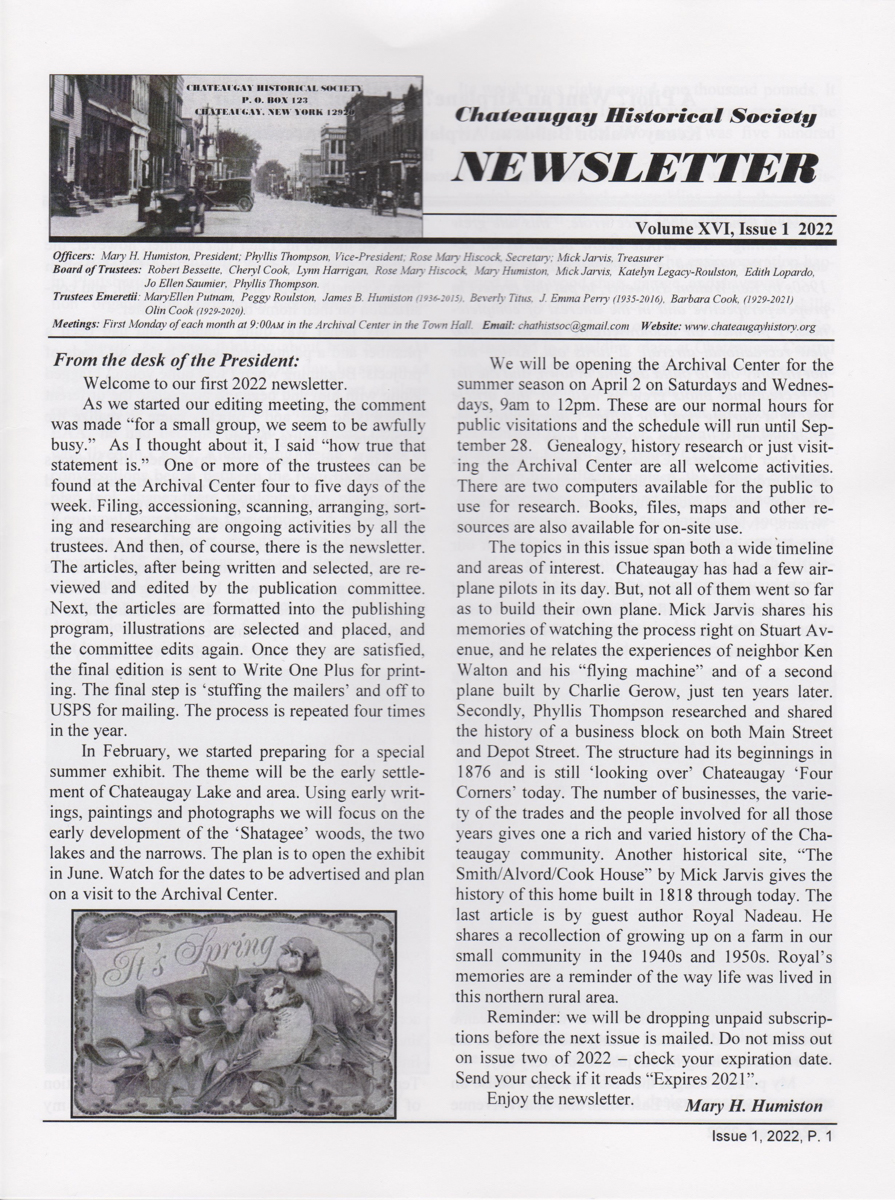 CHATEAUGAY HISTORICAL SOCIETY
P. O. BOX 123
CHATEAUGAY, NEW YORK 12920
Chateaugay Historical Society
NEWSLETTER
Volume XVI, Issue 1 2022
Officers: Mary H. Humiston, President; Phyllis Thompson, Vice-President; Rose Mary Hiscock, Secretary; Mick Jarvis, Treasurer
Board of Trustees: Robert Bessette, Cheryl Cook, Lynn Harrigan, Rose Mary Hiscock, Mary Humiston, Mick Jarvis, Katelyn Legacy-Roulston, Edith Lopardo,
Jo Ellen Saumier, Phyllis Thompson.
Trustees Emeretii: MaryEllen Putnam, Peggy Roulston, James B. Humiston (1936-2015), Beverly Titus, J. Emma Perry (1935-2016), Barbara Cook, (1929-2021)
Olin Cook (1929-2020).
Meetings: First Monday of each month at 9:00AM in the Archival Center in the Town Hall. Email: chathistsoc@gmail.com Website: www.chateaugayhistory.org
From the desk of the President:
Welcome to our first 2022 newsletter.
As we started our editing meeting, the comment
was made “for a small group, we seem to be awfully
busy.” As I thought about it, I said “how true that
statement is.” One or more of the trustees can be
found at the Archival Center four to five days of the
week. Filing, accessioning, scanning, arranging, sort-
ing and researching are ongoing activities by all the
trustees. And then, of course, there is the newsletter.
The articles, after being written and selected, are re-
viewed and edited by the publication committee.
Next, the articles are formatted into the publishing
program, illustrations are selected and placed, and
the committee edits again. Once they are satisfied,
the final edition is sent to Write One Plus for print-
ing. The final step is ‘stuffing the mailers’ and off to
USPS for mailing. The process is repeated four times
in the year.
In February, we started preparing for a special
summer exhibit. The theme will be the early settle-
ment of Chateaugay Lake and area. Using early writ-
ings, paintings and photographs we will focus on the
early development of the ‘Shatagee’ woods, the two
lakes and the narrows. The plan is to open the exhibit
in June. Watch for the dates to be advertised and plan
on a visit to the Archival Center.
It's Spring
We will be opening the Archival Center for the
summer season on April 2 on Saturdays and Wednes-
days, 9am to 12pm. These are our normal hours for
public visitations and the schedule will run until Sep-
tember 28. Genealogy, history research or just visit-
ing the Archival Center are all welcome activities.
There are two computers available for the public to
use for research. Books, files, maps and other re-
sources are also available for on-site use.
The topics in this issue span both a wide timeline
and areas of interest. Chateaugay has had a few air-
plane pilots in its day. But, not all of them went so far
as to build their own plane. Mick Jarvis shares his
memories of watching the process right on Stuart Av-
enue, and he relates the experiences of neighbor Ken
Walton and his “flying machine” and of a second
plane built by Charlie Gerow, just ten years later.
Secondly, Phyllis Thompson researched and shared
the history of a business block on both Main Street
and Depot Street. The structure had its beginnings in
1876 and is still ‘looking over’ Chateaugay ‘Four
Corners’ today. The number of businesses, the varie-
ty of the trades and the people involved for all those
years gives one a rich and varied history of the Cha-
teaugay community. Another historical site, “The
Smith/Alvord/Cook House” by Mick Jarvis gives the
history of this home built in 1818 through today. The
last article is by guest author Royal Nadeau. He
shares a recollection of growing up on a farm in our
small community in the 1940s and 1950s. Royal’s
memories are a reminder of the way life was lived in
this northern rural area.
Reminder: we will be dropping unpaid subscrip-
tions before the next issue is mailed. Do not miss out
on issue two of 2022 – check your expiration date.
Send your check if it reads “Expires 2021”.
Enjoy the newsletter.
Mary H. Humiston
Issue 1, 2022, P. 1